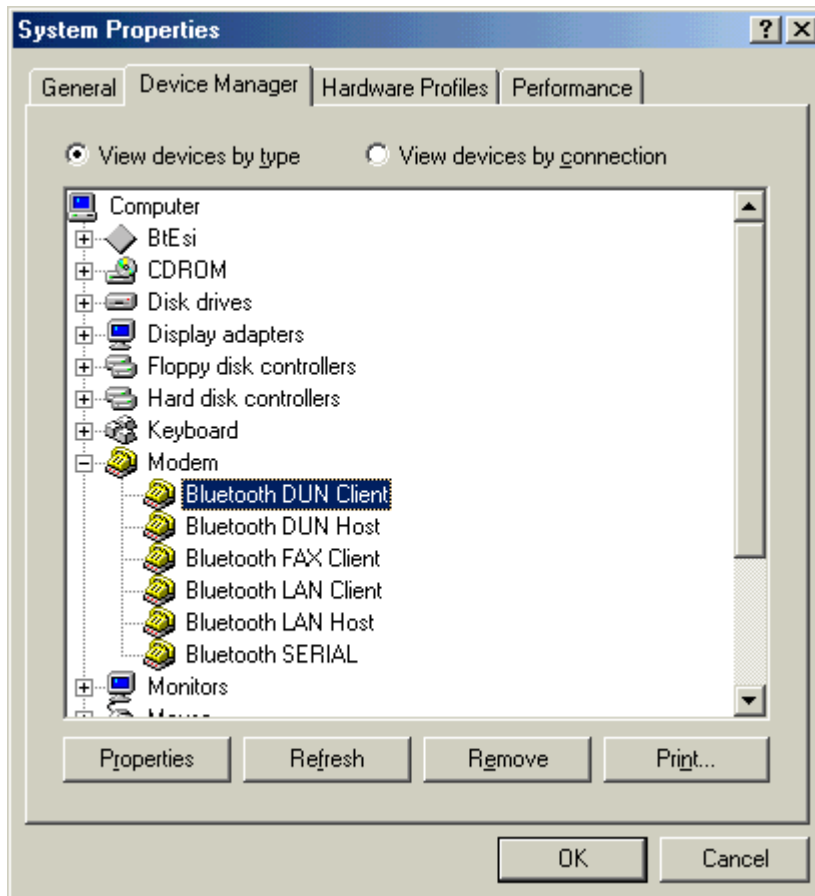 System Properties
General Device Manager Hardware Profiles Performance
View devices by type View devices by connection
Computer
BtEsi
CDROM
Disk drives
Display adapters
Floppy disk controllers
Hard disk controllers
Keyboard
Modem
Bluetooth DUN Client
Bluetooth DUN Host
Bluetooth FAX Client
Bluetooth LAN Client
Bluetooth LAN Host
Bluetooth SERIAL
Monitors
Properties Refresh Remove Print...
OK Cancel